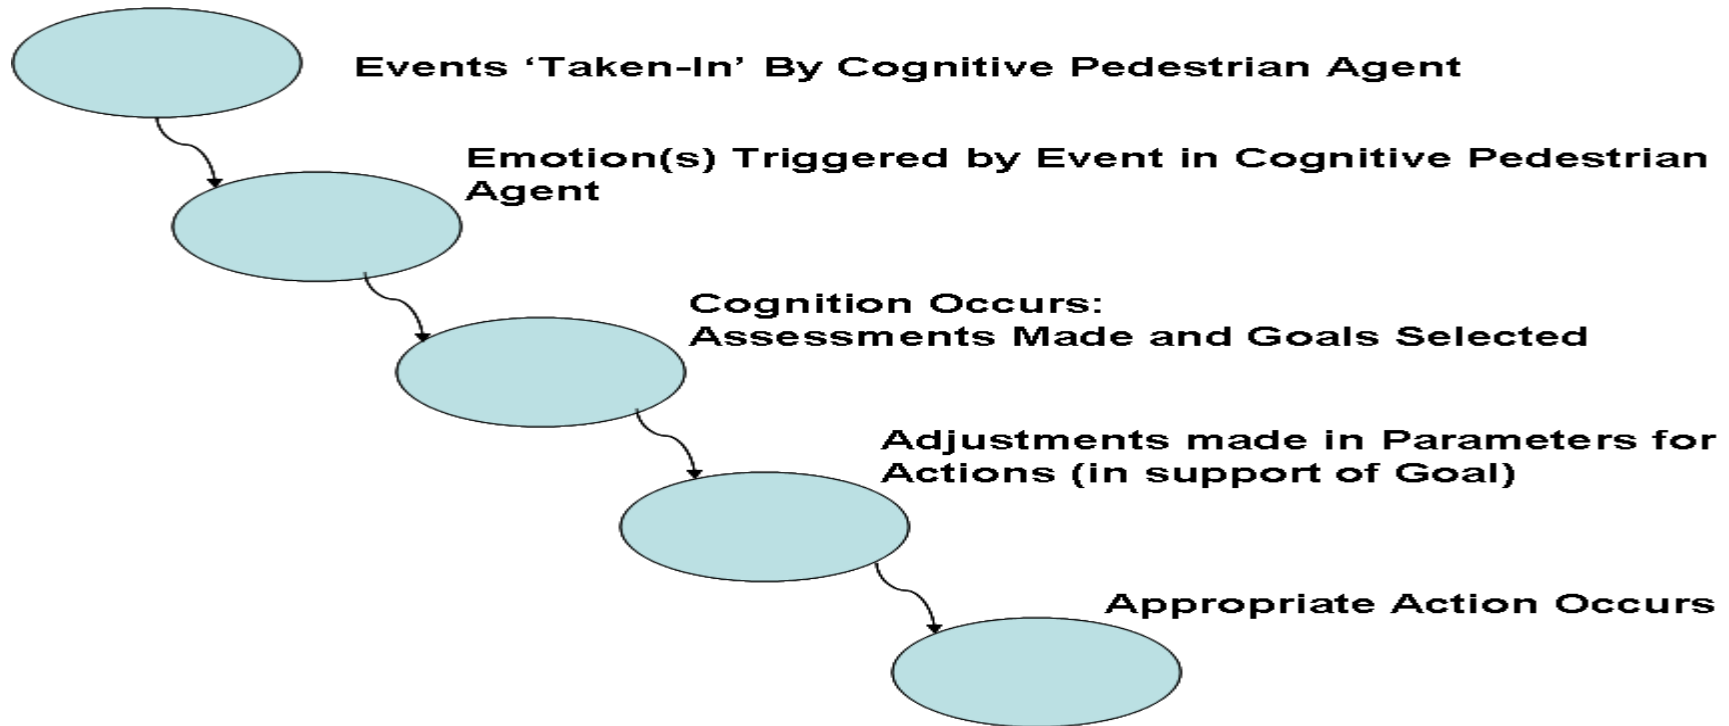 Events ‘Taken-In’ By Cognitive Pedestrian Agent
Emotion(s) Triggered by Event in Cognitive Pedestrian
Agent
Cognition Occurs:
Assessments Made and Goals Selected
Adjustments made in Parameters for
Actions (in support of Goal)
Appropriate Action Occurs